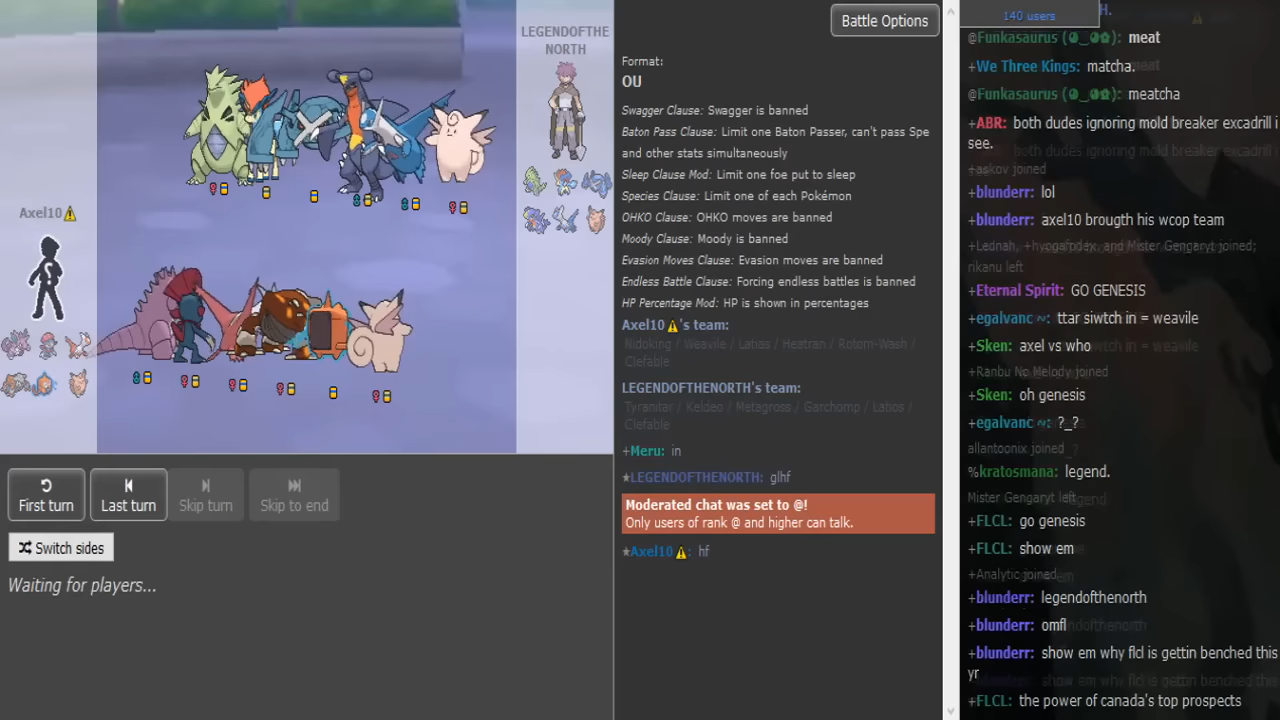 LEGENDOFTHE
NORTH
Axel10
First turn
Last turn
Skip turn
Skip to end
Switch sides
Waiting for players...
Battle Options
Format:
OU
Swagger Clause: Swagger is banned
Baton Pass Clause: Limit one Baton Passer, can't pass Spe
and other stats simultaneously
Sleep Clause Mod: Limit one foe put to sleep
Species Clause: Limit one of each Pokémon
OHKO Clause: OHKO moves are banned
Moody Clause: Moody is banned
Evasion Moves Clause: Evasion moves are banned
Endless Battle Clause: Forcing endless battles is banned
HP Percentage Mod: HP is shown in percentages
Axel10 's team:
Nidoking / Weavile / Latias / Heatran / Rotom-Wash /
Clefable
LEGENDOFTHENORTH's team:
Tyranitar / Keldeo / Metagross / Garchomp / Latios /
Clefable
+Meru: in
★LEGENDOFTHENORTH: glhf
Moderated chat was set to @!
Only users of rank @ and higher can talk.
★Axel10 : hf
140 users
H.
@Funkasaurus (◕‿◕✿): meat
+We Three Kings: matcha.
@Funkasaurus (◕‿◕✿): meatcha
+ABR: both dudes ignoring mold breaker excadrill i
see.
+askov joined
+blunderr: lol
+blunderr: axel10 brougth his wcop team
+Lednah, +hyogafodex, and Mister Gengaryt joined;
rikanu left
+Eternal Spirit: GO GENESIS
+egalvanc ~: ttar siwtch in = weavile
+Sken: axel vs who
+Ranbu No Melody joined
+Sken: oh genesis
+egalvanc ~: ?_?
allantoonix joined
%kratosmana: legend.
Mister Gengaryt left
+FLCL: go genesis
+FLCL: show em
+Analytic joined
+blunderr: legendofthenorth
+blunderr: omfl
+blunderr: show em why flcl is gettin benched this
yr
+FLCL: the power of canada's top prospects